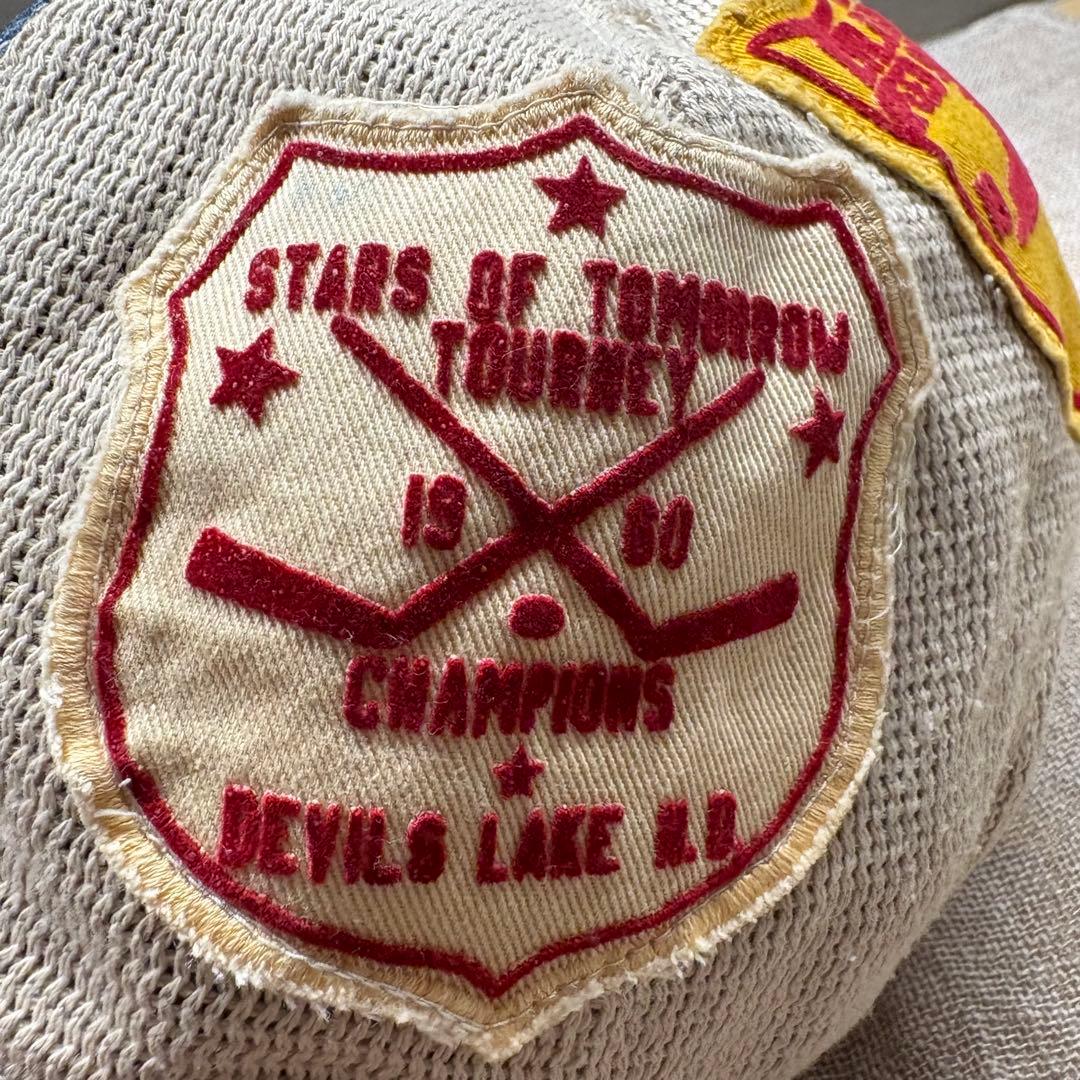 STARS OF TOMORROW
TOURNEY
19 60
CHAMPIONS
DEVILS LAKE N.D.